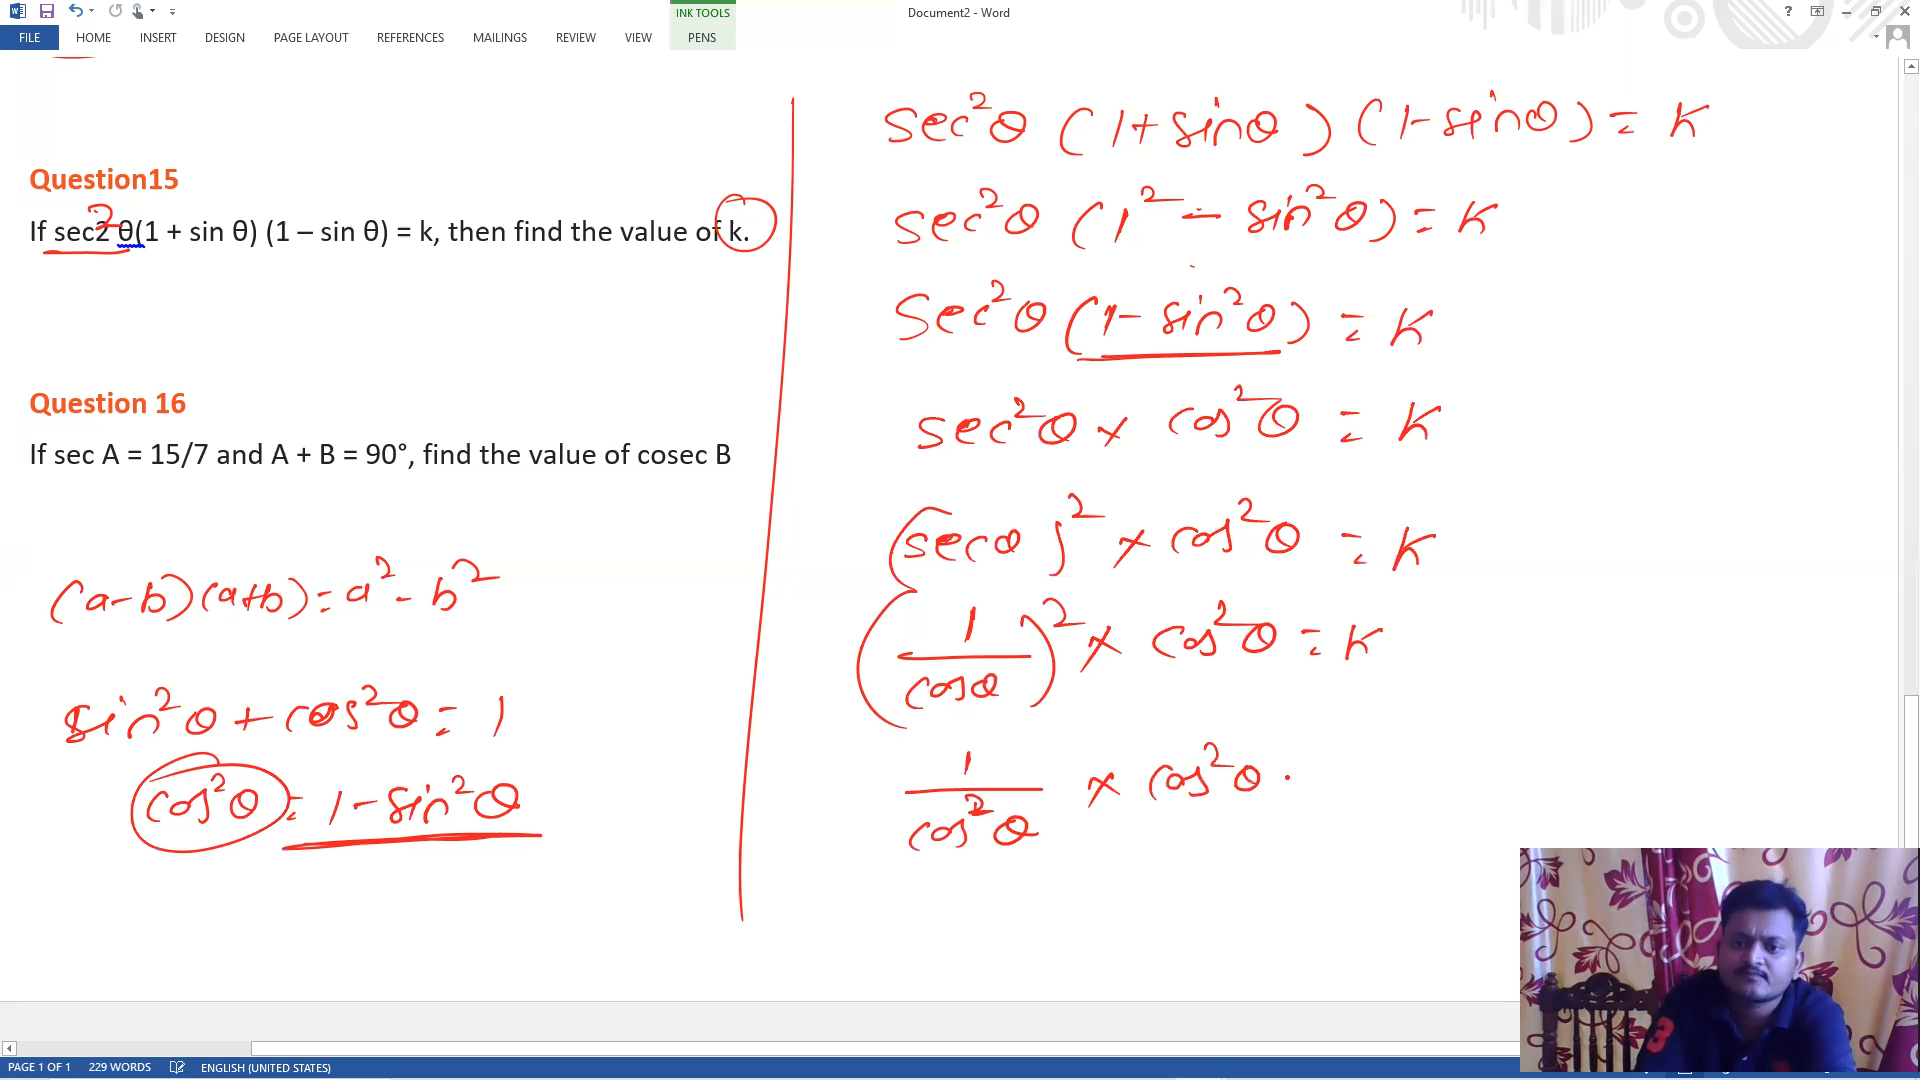 Document2 - Word
INK TOOLS
FILE HOME INSERT DESIGN PAGE LAYOUT REFERENCES MAILINGS REVIEW VIEW PENS
Question15
2
If sec2 θ(1 + sin θ) (1 – sin θ) = k, then find the value of k.
Question 16
If sec A = 15/7 and A + B = 90°, find the value of cosec B
(a-b)(a+b) = a² - b²
sin²θ + cos²θ = 1
cos²θ = 1 - sin²θ
sec²θ (1 + sinθ) (1 - sinθ) = K
sec²θ (1² - sin²θ) = K
sec²θ (1 - sin²θ) = K
sec²θ × cos²θ = K
(secθ)² × cos²θ = K
(1/cosθ)² × cos²θ = K
1/cos²θ × cos²θ
3
PAGE 1 OF 1 229 WORDS ENGLISH (UNITED STATES)